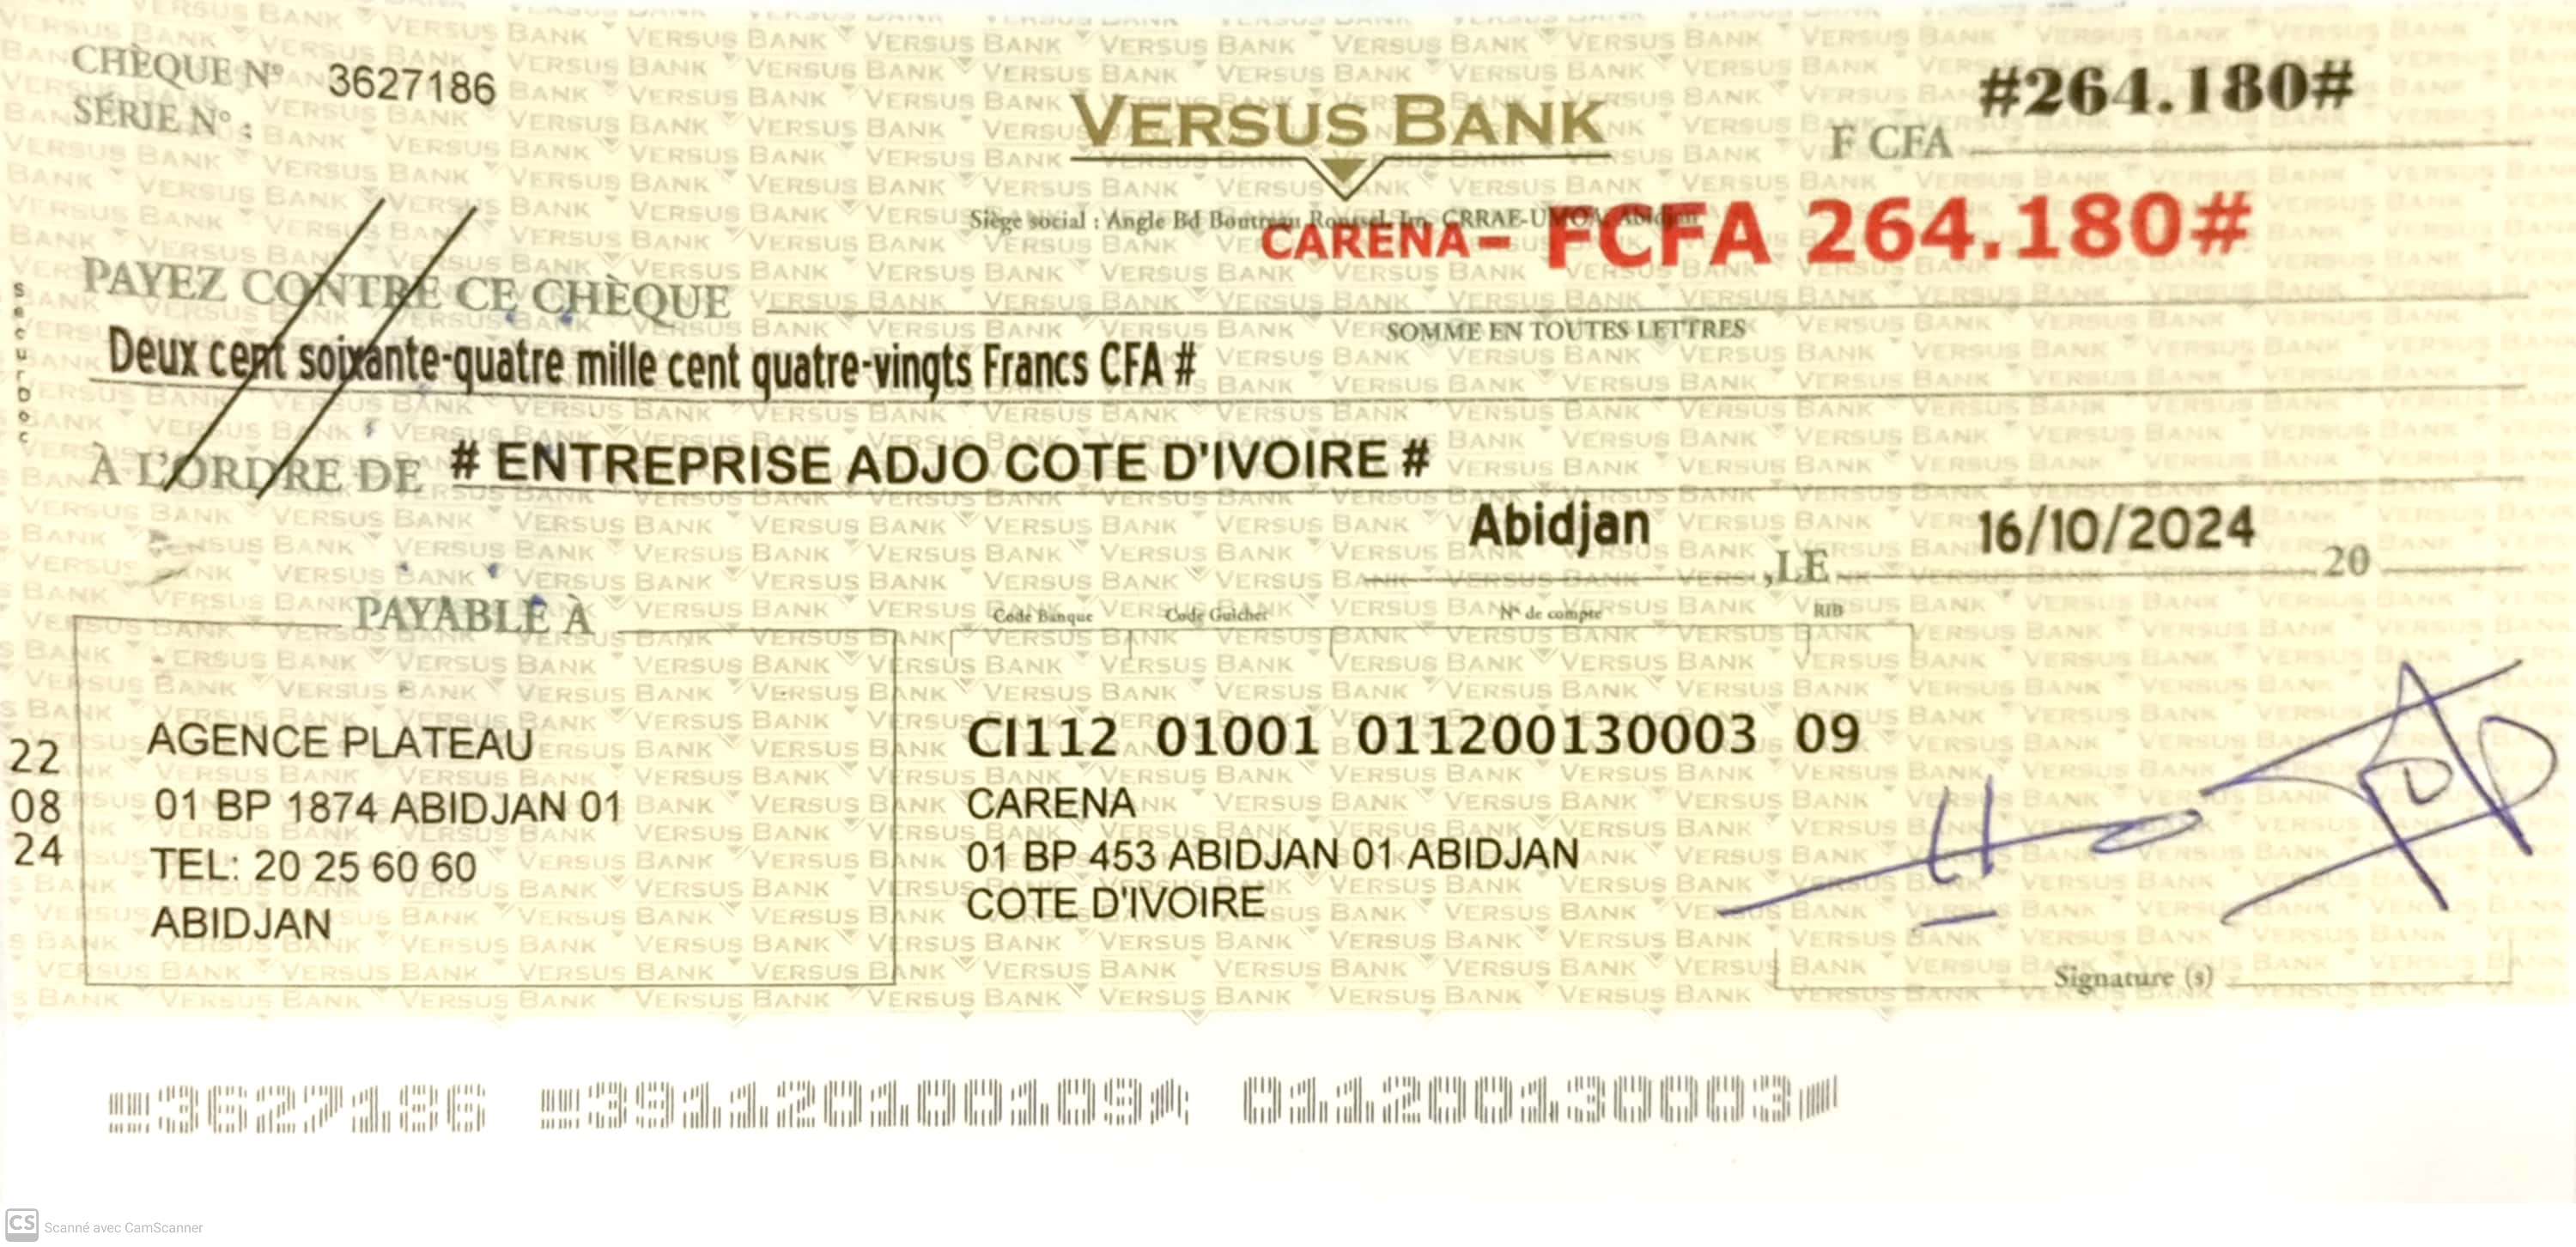 CHÈQUE N° 3627186
SÉRIE N° :
VERSUS BANK
#264.180#
F CFA
Siège social : Angle Bd Boutreau Roussel, Im. CRRAE-UMOA, Abidjan
CARENA- FCFA 264.180#
PAYEZ CONTRE CE CHÈQUE
SOMME EN TOUTES LETTRES
Deux cent soixante-quatre mille cent quatre-vingts Francs CFA #
À L'ORDRE DE # ENTREPRISE ADJO COTE D'IVOIRE #
Abidjan ,LE 16/10/2024 20
PAYABLE À
Code Banque Code Guichet N° de compte RIB
SecurDoc
22
08
24
AGENCE PLATEAU
01 BP 1874 ABIDJAN 01
TEL: 20 25 60 60
ABIDJAN
CI112 01001 011200130003 09
CARENA
01 BP 453 ABIDJAN 01 ABIDJAN
COTE D'IVOIRE
Signature (s)
3627186 391120100109 011200130003
CS Scanné avec CamScanner